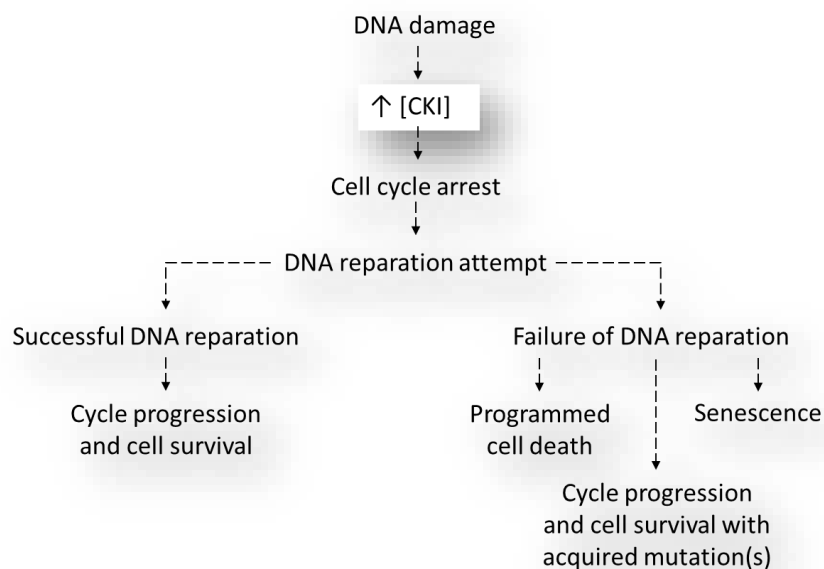 DNA damage
↑ [CKI]
Cell cycle arrest
DNA reparation attempt
Successful DNA reparation
Failure of DNA reparation
Cycle progression
and cell survival
Programmed
cell death
Senescence
Cycle progression
and cell survival with
acquired mutation(s)